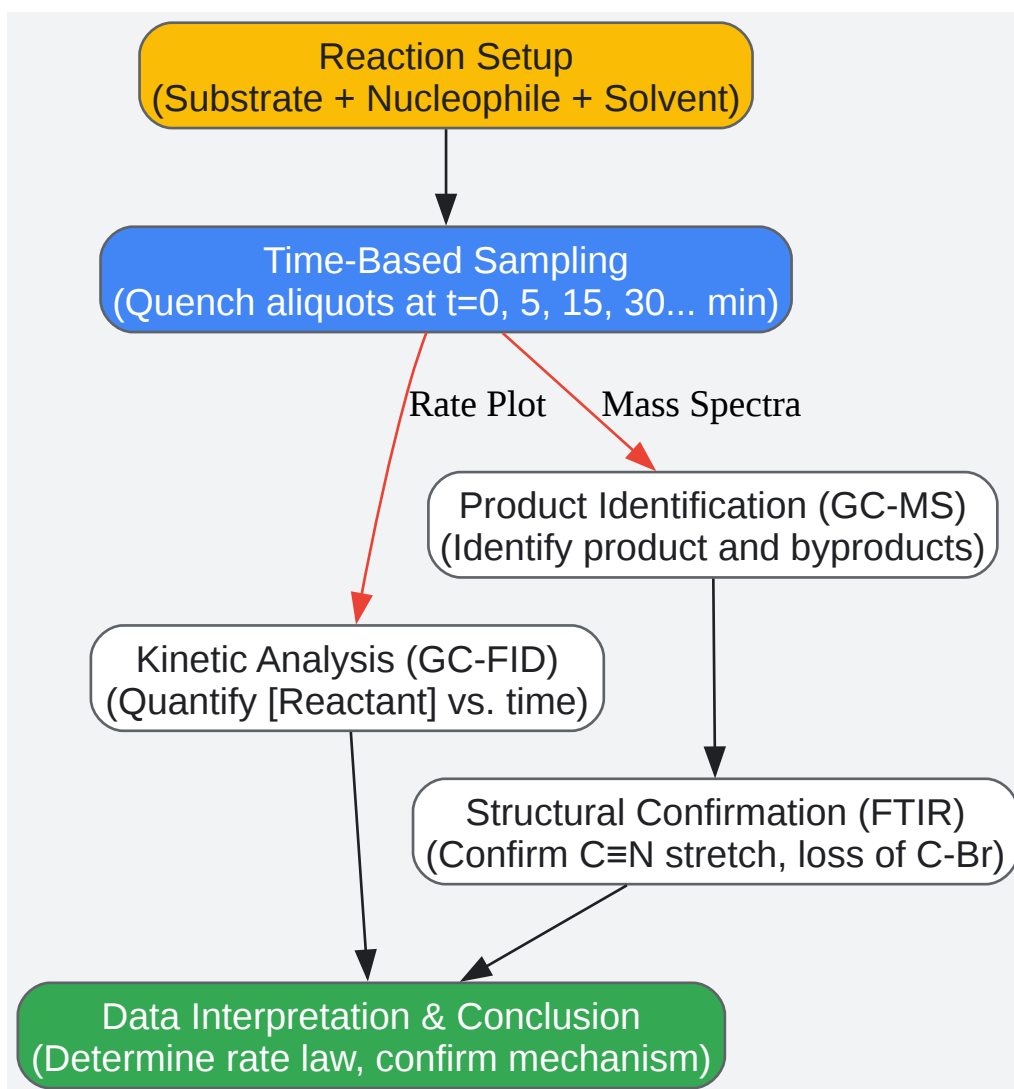 Reaction Setup
(Substrate + Nucleophile + Solvent)
Time-Based Sampling
(Quench aliquots at t=0, 5, 15, 30... min)
Rate Plot
Mass Spectra
Product Identification (GC-MS)
(Identify product and byproducts)
Kinetic Analysis (GC-FID)
(Quantify [Reactant] vs. time)
Structural Confirmation (FTIR)
(Confirm C≡N stretch, loss of C-Br)
Data Interpretation & Conclusion
(Determine rate law, confirm mechanism)